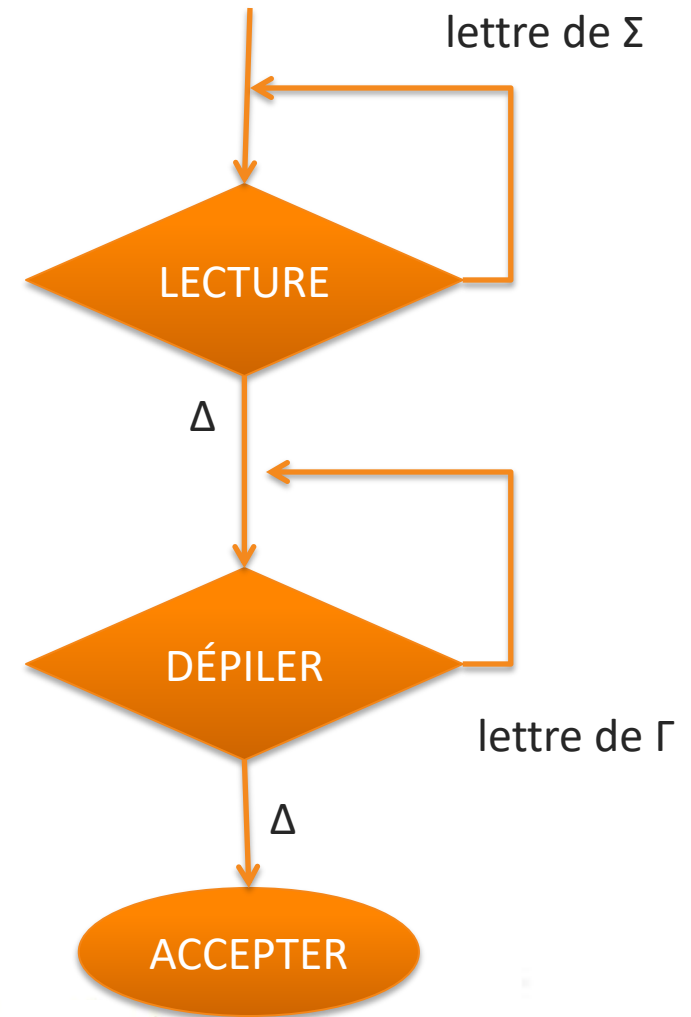 lettre de Σ
LECTURE
Δ
DÉPILER
lettre de Γ
Δ
ACCEPTER